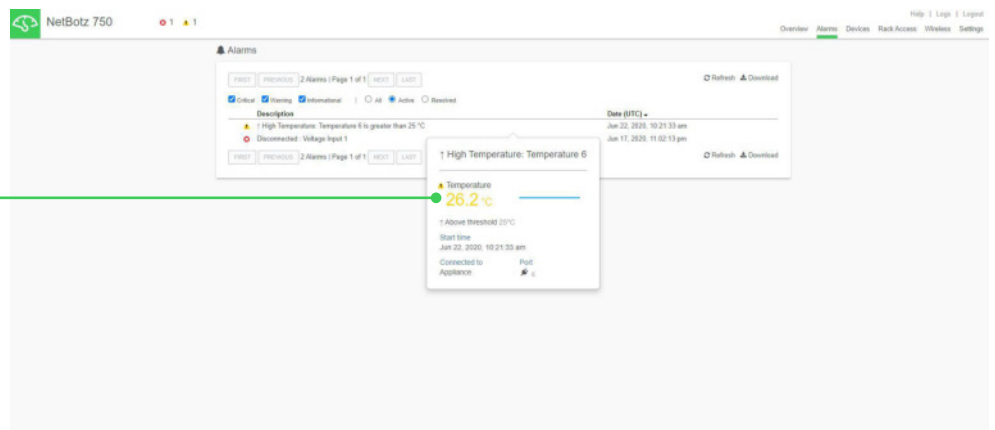 NetBotz 750
1 1
Help | Logs | Logout
Overview Alarms Devices Rack Access Wireless Settings
Alarms
FIRST PREVIOUS 2 Alarms | Page 1 of 1 NEXT LAST
Refresh Download
Critical Warning Informational | All Active Resolved
Description Date (UTC)
↑ High Temperature: Temperature 6 is greater than 25 °C Jun 22, 2020, 10:21:33 am
Disconnected : Voltage Input 1 Jun 17, 2020, 11:02:13 pm
FIRST PREVIOUS 2 Alarms | Page 1 of 1 NEXT LAST
Refresh Download
↑ High Temperature: Temperature 6
Temperature
26.2 °C
↑ Above threshold 25°C
Start time
Jun 22, 2020, 10:21:33 am
Connected to Port
Appliance 6